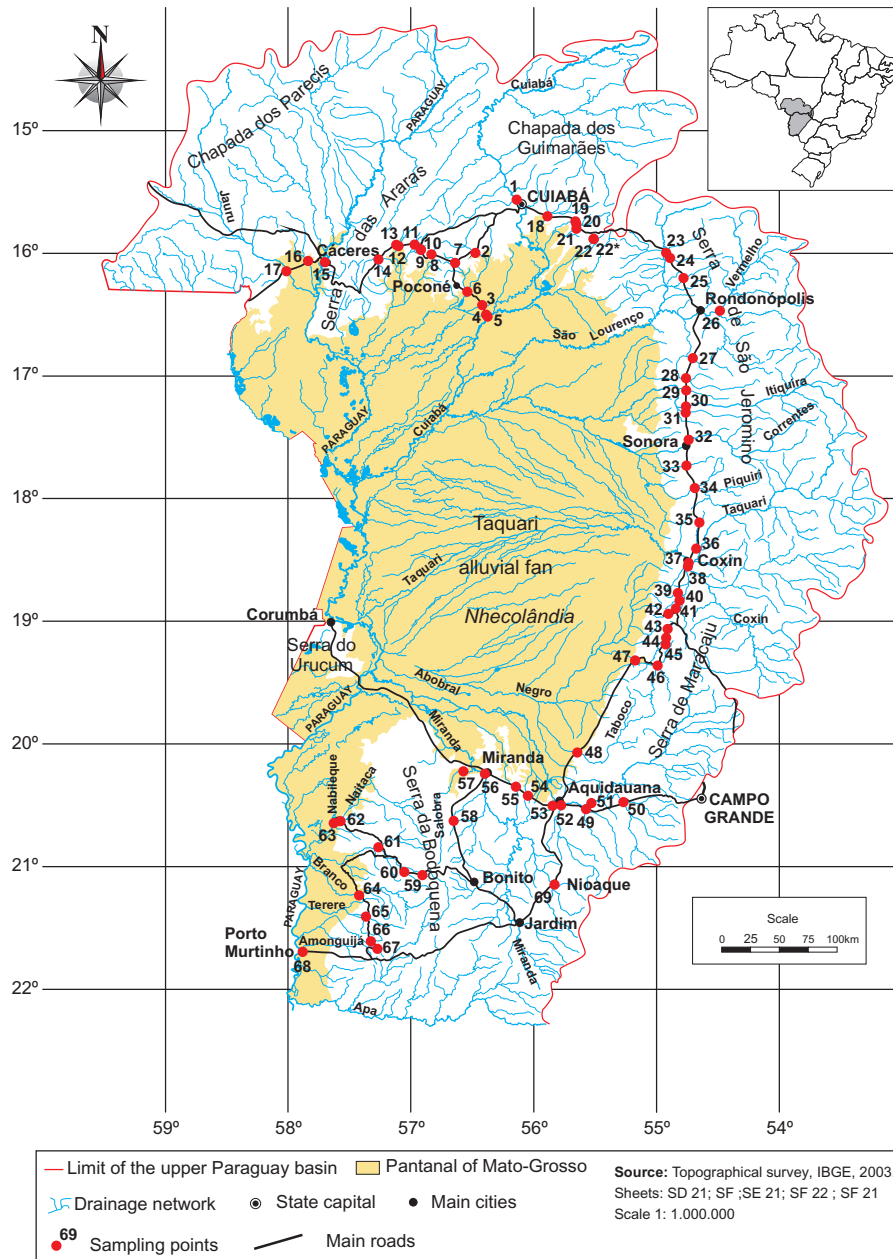 N
PARAGUAY
Cuiabá
15º
Chapada dos Parecis
Chapada dos
Guimarães
Jauru
Serra das Araras
1
CUIABÁ
18
19
20
21
22
22*
13
11
10
12
9
8
7
2
14
16
Cáceres
15
17
16º
Poconé
6
3
4
5
23
24
25
Serra de São Jeromino
Vermelho
Rondonópolis
26
São Lourenço
27
17º
28
29
30
31
Itiquira
Correntes
PARAGUAY
Cuiabá
Sonora
32
33
18º
34
Piquiri
Taquari
35
Taquari
alluvial fan
36
37
Coxin
38
Taquari
39
40
41
42
Nhecolândia
Coxin
19º
Corumbá
Serra do
Urucum
43
44
45
46
47
Serra de Maracaju
Abobral
Negro
PARAGUAY
Taboco
20º
Miranda
48
Miranda
57
56
55
54
53
52
Aquidauana
51
49
50
CAMPO
GRANDE
Nabileque
Naitaça
Serra da Bodoquena
Salobra
58
63
62
61
21º
60
59
Bonito
69
Nioaque
Branco
64
PARAGUAY
Terere
65
66
Amonguijá
67
Porto
Murtinho
68
Jardim
Miranda
Scale
0 25 50 75 100km
22º
Apa
59º 58º 57º 56º 55º 54º
Limit of the upper Paraguay basin
Pantanal of Mato-Grosso
Drainage network
State capital
Main cities
69 Sampling points
Main roads
Source: Topographical survey, IBGE, 2003
Sheets: SD 21; SF ;SE 21; SF 22 ; SF 21
Scale 1: 1.000.000